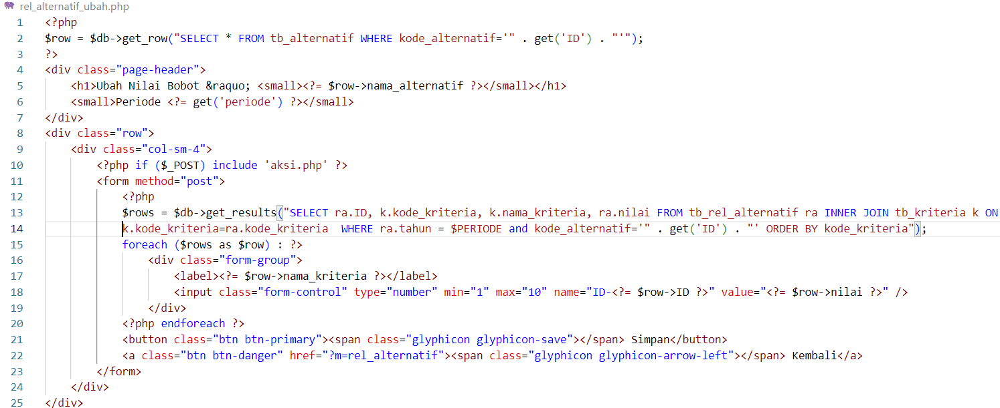 rel_alternatif_ubah.php
1 <?php
2 $row = $db->get_row("SELECT * FROM tb_alternatif WHERE kode_alternatif='" . get('ID') . "'");
3 ?>
4 <div class="page-header">
5 <h1>Ubah Nilai Bobot &raquo; <small><?= $row->nama_alternatif ?></small></h1>
6 <small>Periode <?= get('periode') ?></small>
7 </div>
8 <div class="row">
9 <div class="col-sm-4">
10 <?php if ($_POST) include 'aksi.php' ?>
11 <form method="post">
12 <?php
13 $rows = $db->get_results("SELECT ra.ID, k.kode_kriteria, k.nama_kriteria, ra.nilai FROM tb_rel_alternatif ra INNER JOIN tb_kriteria k ON
14 k.kode_kriteria=ra.kode_kriteria  WHERE ra.tahun = $PERIODE and kode_alternatif='" . get('ID') . "' ORDER BY kode_kriteria");
15 foreach ($rows as $row) : ?>
16 <div class="form-group">
17 <label><?= $row->nama_kriteria ?></label>
18 <input class="form-control" type="number" min="1" max="10" name="ID-<?= $row->ID ?>" value="<?= $row->nilai ?>" />
19 </div>
20 <?php endforeach ?>
21 <button class="btn btn-primary"><span class="glyphicon glyphicon-save"></span> Simpan</button>
22 <a class="btn btn-danger" href="?m=rel_alternatif"><span class="glyphicon glyphicon-arrow-left"></span> Kembali</a>
23 </form>
24 </div>
25 </div>